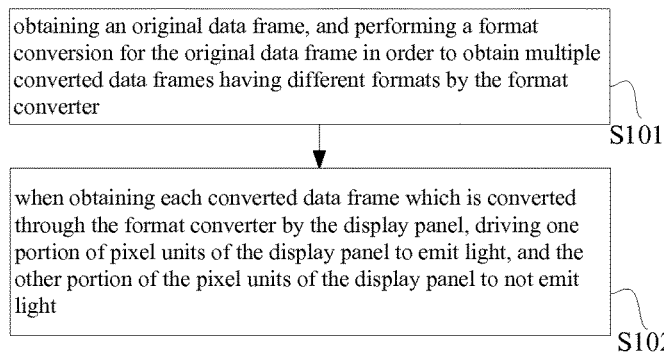 obtaining an original data frame, and performing a format
conversion for the original data frame in order to obtain multiple
converted data frames having different formats by the format
converter
S101
when obtaining each converted data frame which is converted
through the format converter by the display panel, driving one
portion of pixel units of the display panel to emit light, and the
other portion of the pixel units of the display panel to not emit
light
S102